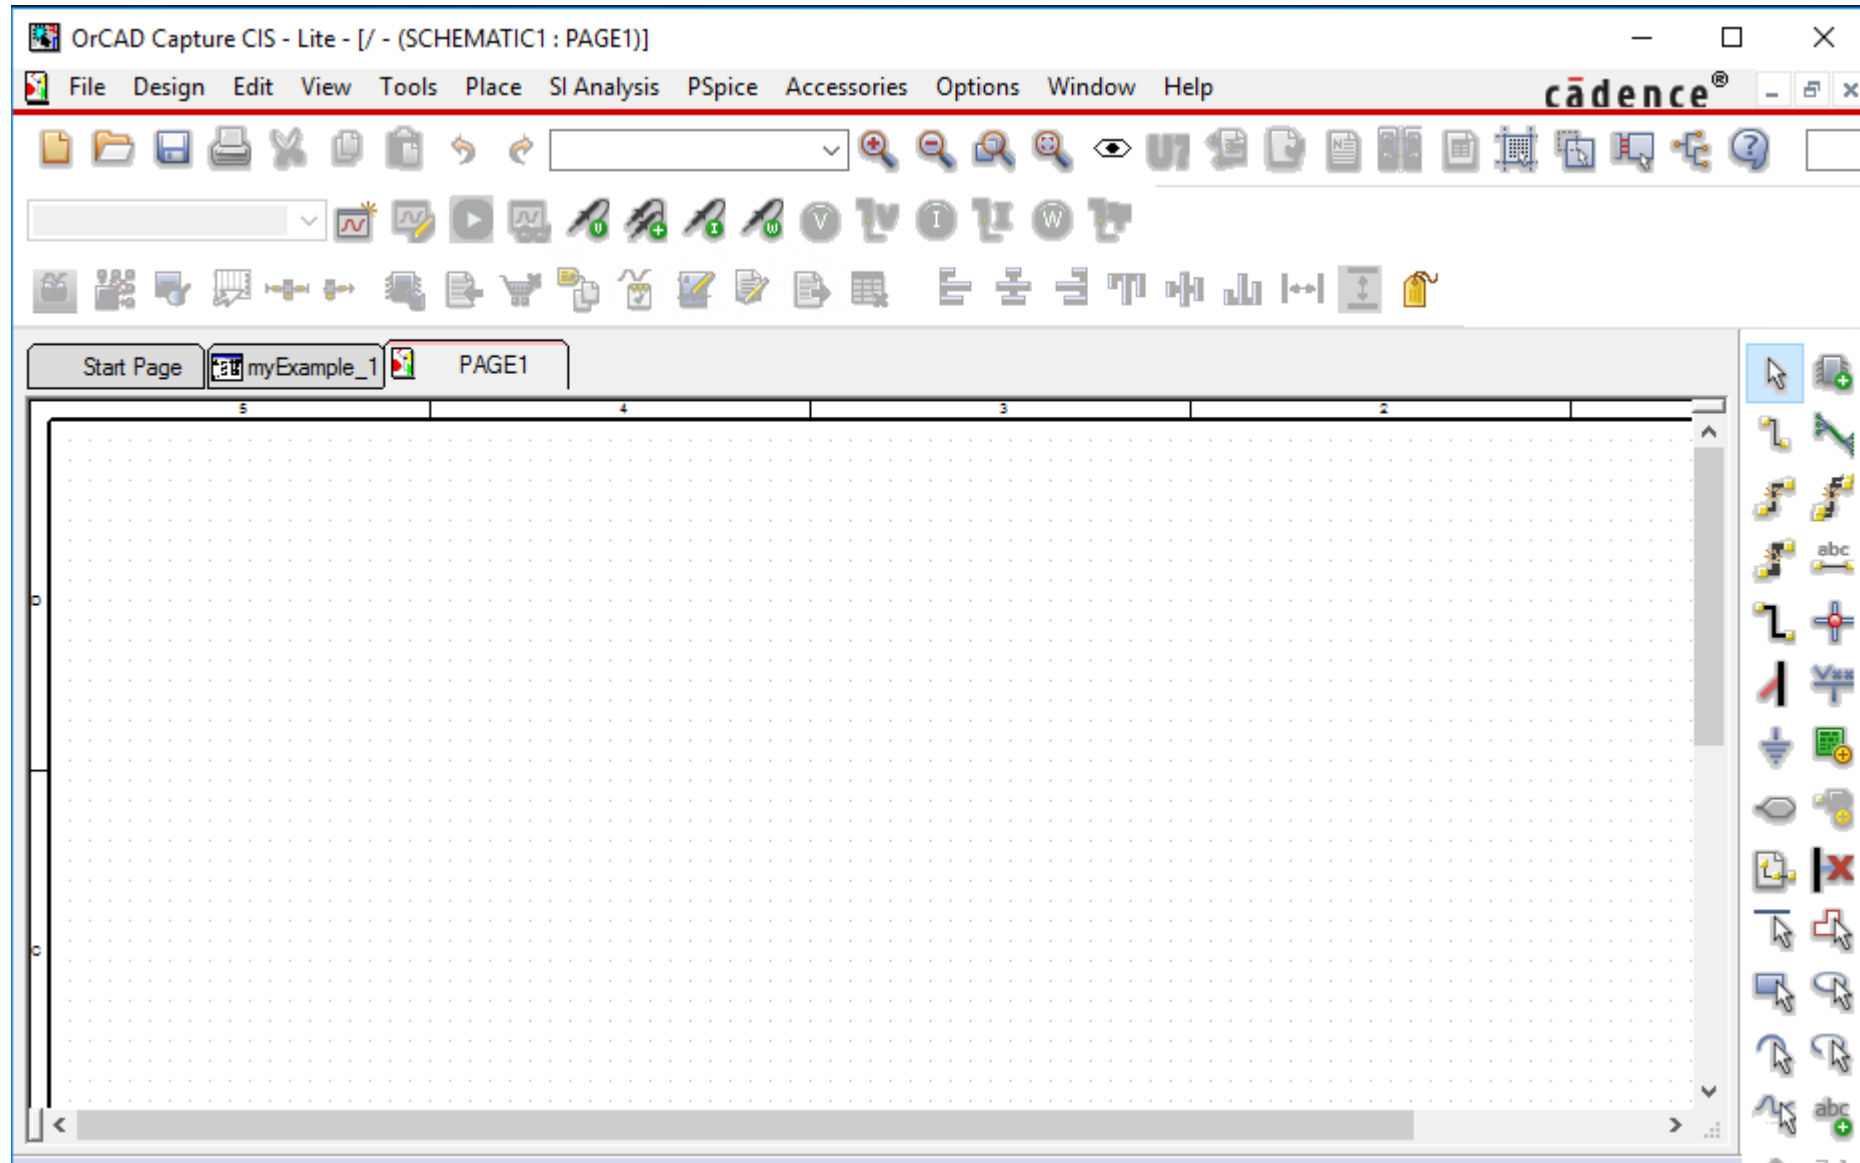 OrCAD Capture CIS - Lite - [/ - (SCHEMATIC1 : PAGE1)]
File Design Edit View Tools Place SI Analysis PSpice Accessories Options Window Help cādence®
U?
V I W
Start Page myExample_1 PAGE1
5 4 3 2
abc
D
C
abc